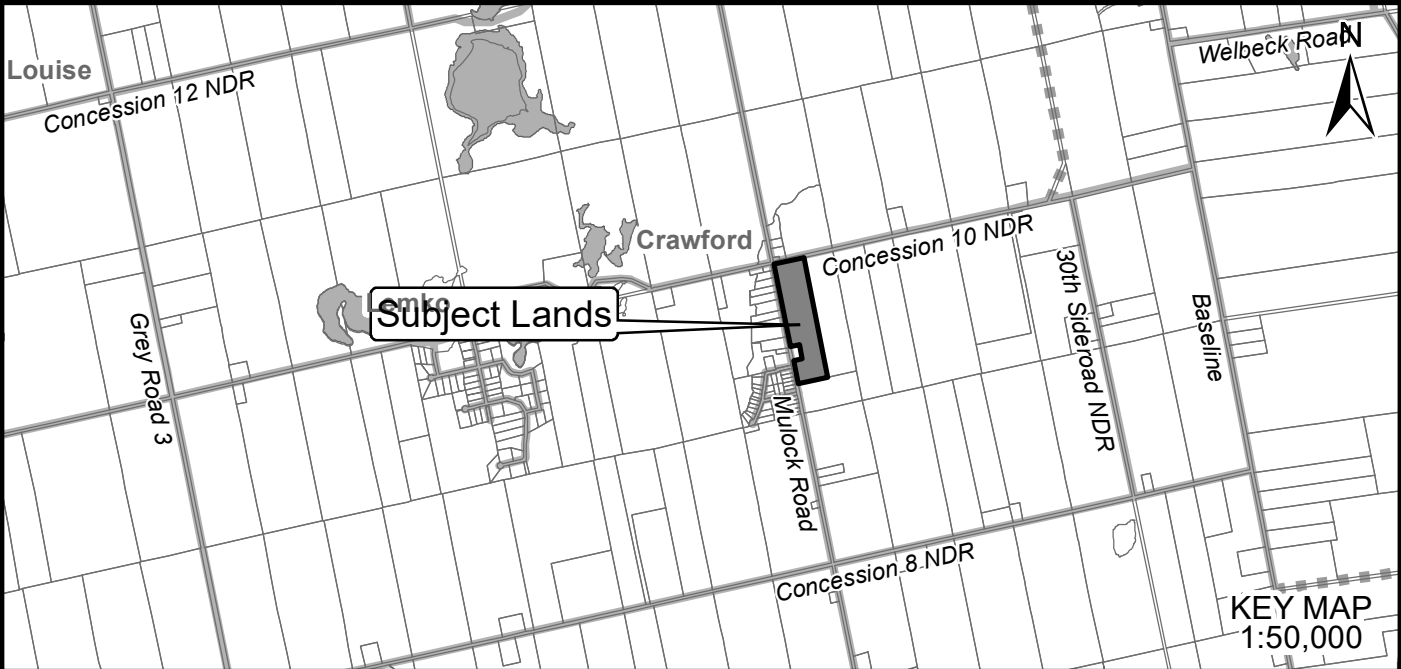 Welbeck Road
N
Louise
Concession 12 NDR
Crawford
Concession 10 NDR
Lemko
Subject Lands
30th Sideroad NDR
Baseline
Grey Road 3
Mulock Road
Concession 8 NDR
KEY MAP
1:50,000